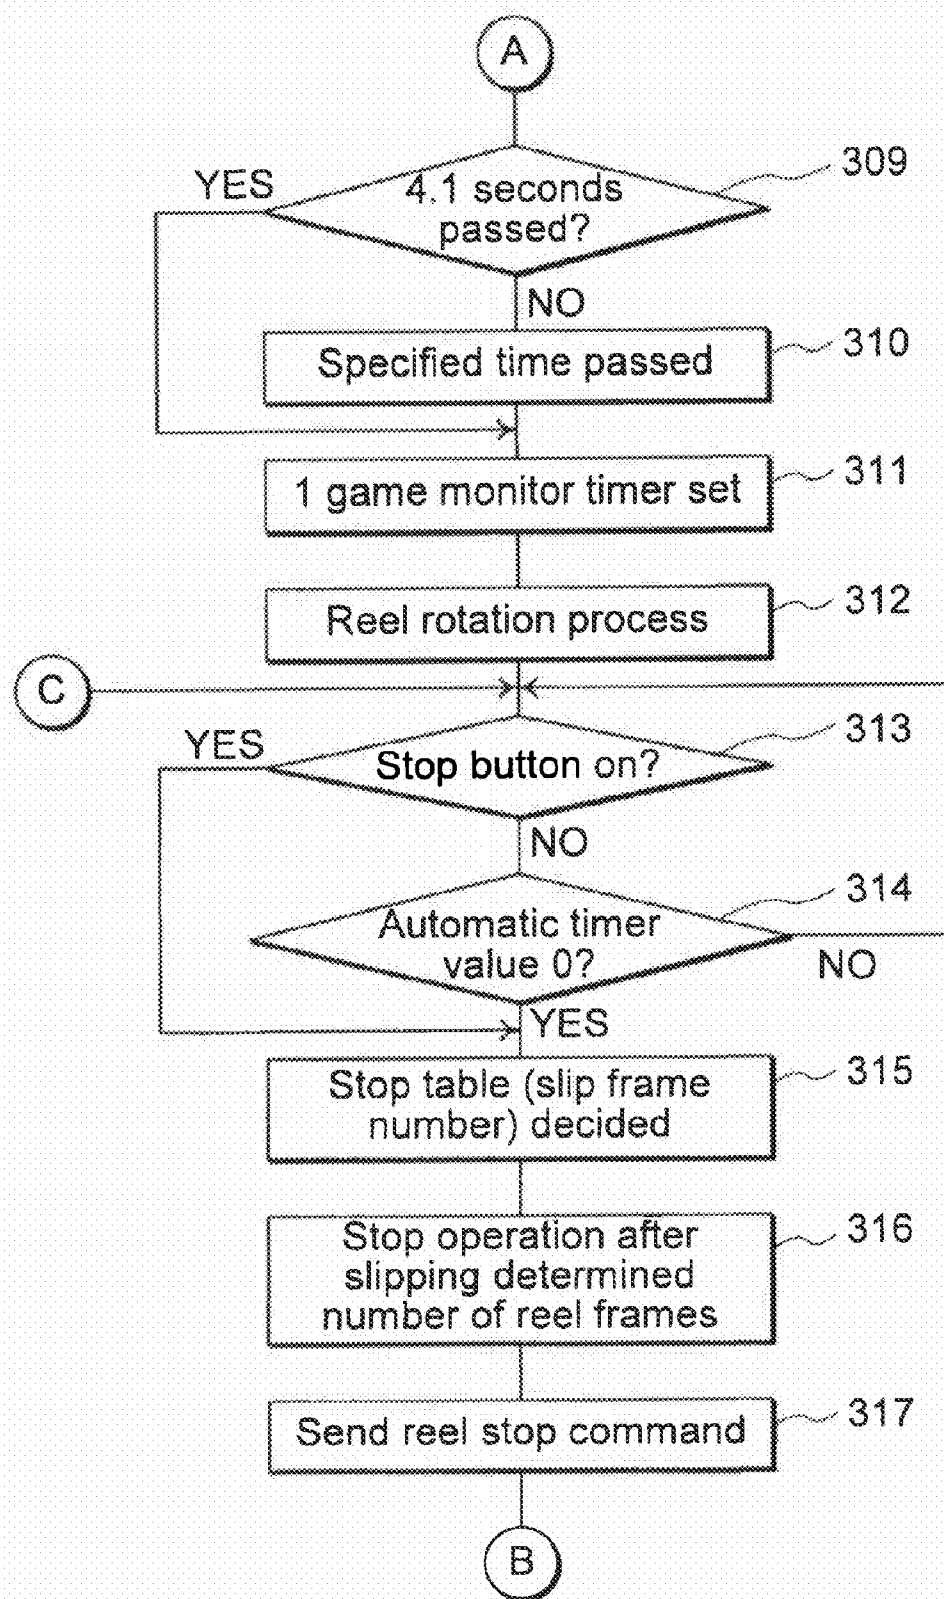 A
309
YES
4.1 seconds
passed?
NO
310
Specified time passed
311
1 game monitor timer set
312
Reel rotation process
C
313
YES
Stop button on?
NO
314
Automatic timer
value 0?
NO
YES
315
Stop table (slip frame
number) decided
316
Stop operation after
slipping determined
number of reel frames
317
Send reel stop command
B